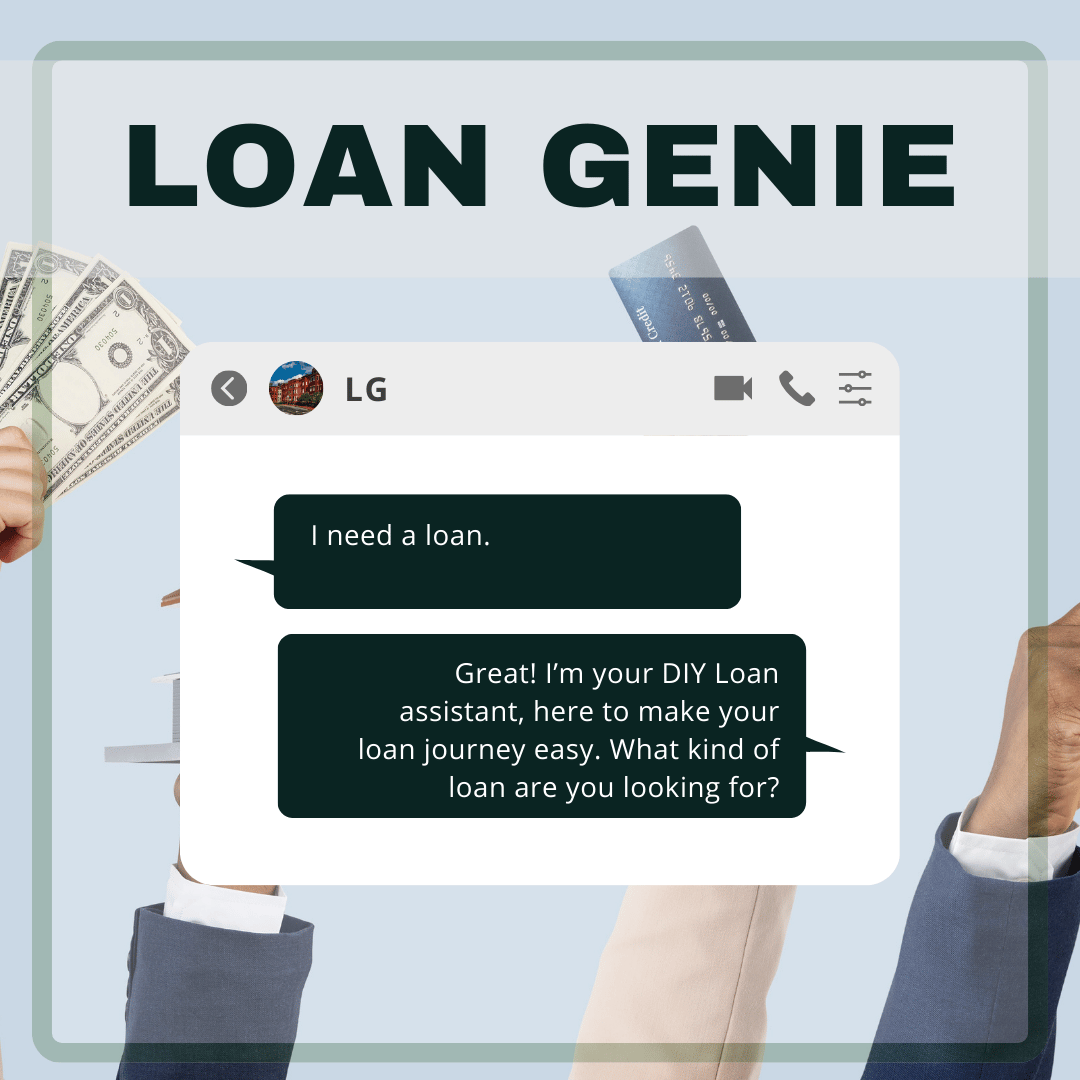 LOAN GENIE
LG
I need a loan.
Great! I’m your DIY Loan
assistant, here to make your
loan journey easy. What kind of
loan are you looking for?